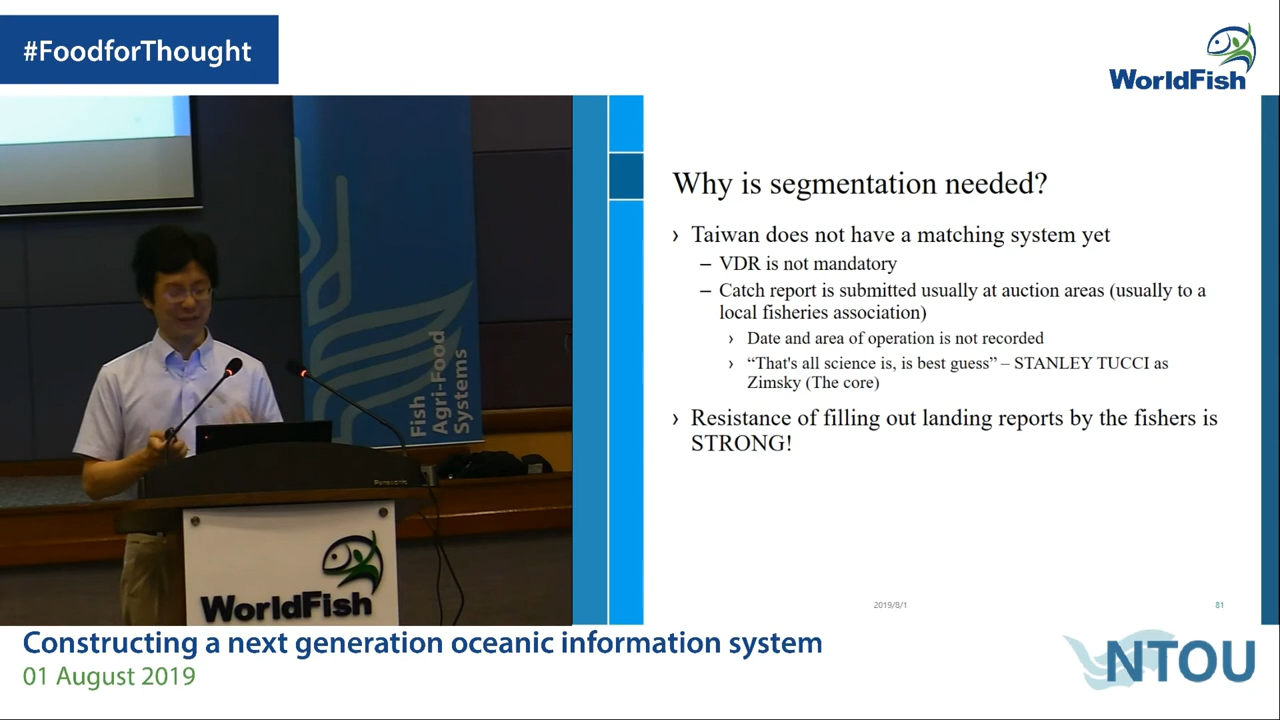 #FoodforThought
WorldFish
Why is segmentation needed?
› Taiwan does not have a matching system yet
– VDR is not mandatory
– Catch report is submitted usually at auction areas (usually to a
local fisheries association)
› Date and area of operation is not recorded
› “That's all science is, is best guess” – STANLEY TUCCI as
Zimsky (The core)
› Resistance of filling out landing reports by the fishers is
STRONG!
2019/8/1
81
Fish
Agri-Food
Systems
Panasonic
WorldFish
Constructing a next generation oceanic information system
01 August 2019
NTOU